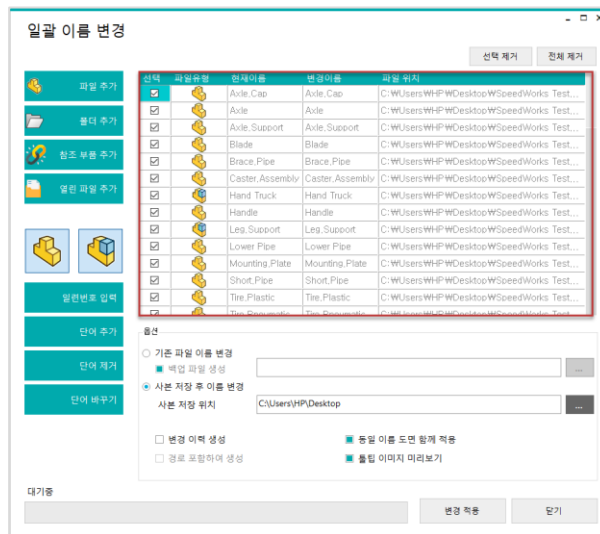 일괄 이름 변경
선택 제거 전체 제거
파일 추가
폴더 추가
참조 부품 추가
열린 파일 추가
일련번호 입력
단어 추가
단어 제거
단어 바꾸기
선택 파일유형 현재이름 변경이름 파일 위치
Axle,Cap Axle,Cap C:₩Users₩HP₩Desktop₩SpeedWorks Test...
Axle Axle C:₩Users₩HP₩Desktop₩SpeedWorks Test...
Axle,Support Axle,Support C:₩Users₩HP₩Desktop₩SpeedWorks Test...
Blade Blade C:₩Users₩HP₩Desktop₩SpeedWorks Test...
Brace,Pipe Brace,Pipe C:₩Users₩HP₩Desktop₩SpeedWorks Test...
Caster,Assembly Caster,Assembly C:₩Users₩HP₩Desktop₩SpeedWorks Test...
Hand Truck Hand Truck C:₩Users₩HP₩Desktop₩SpeedWorks Test...
Handle Handle C:₩Users₩HP₩Desktop₩SpeedWorks Test...
Leg,Support Leg,Support C:₩Users₩HP₩Desktop₩SpeedWorks Test...
Lower Pipe Lower Pipe C:₩Users₩HP₩Desktop₩SpeedWorks Test...
Mounting,Plate Mounting,Plate C:₩Users₩HP₩Desktop₩SpeedWorks Test...
Short,Pipe Short,Pipe C:₩Users₩HP₩Desktop₩SpeedWorks Test...
Tire,Plastic Tire,Plastic C:₩Users₩HP₩Desktop₩SpeedWorks Test...
Tire,Pneumatic Tire,Pneumatic C:₩Users₩HP₩Desktop₩SpeedWorks Test...
옵션
기존 파일 이름 변경
백업 파일 생성 ...
사본 저장 후 이름 변경
사본 저장 위치 C:\Users\HP\Desktop ...
변경 이력 생성 동일 이름 도면 함께 적용
경로 포함하여 생성 툴팁 이미지 미리보기
대기중
변경 적용 닫기